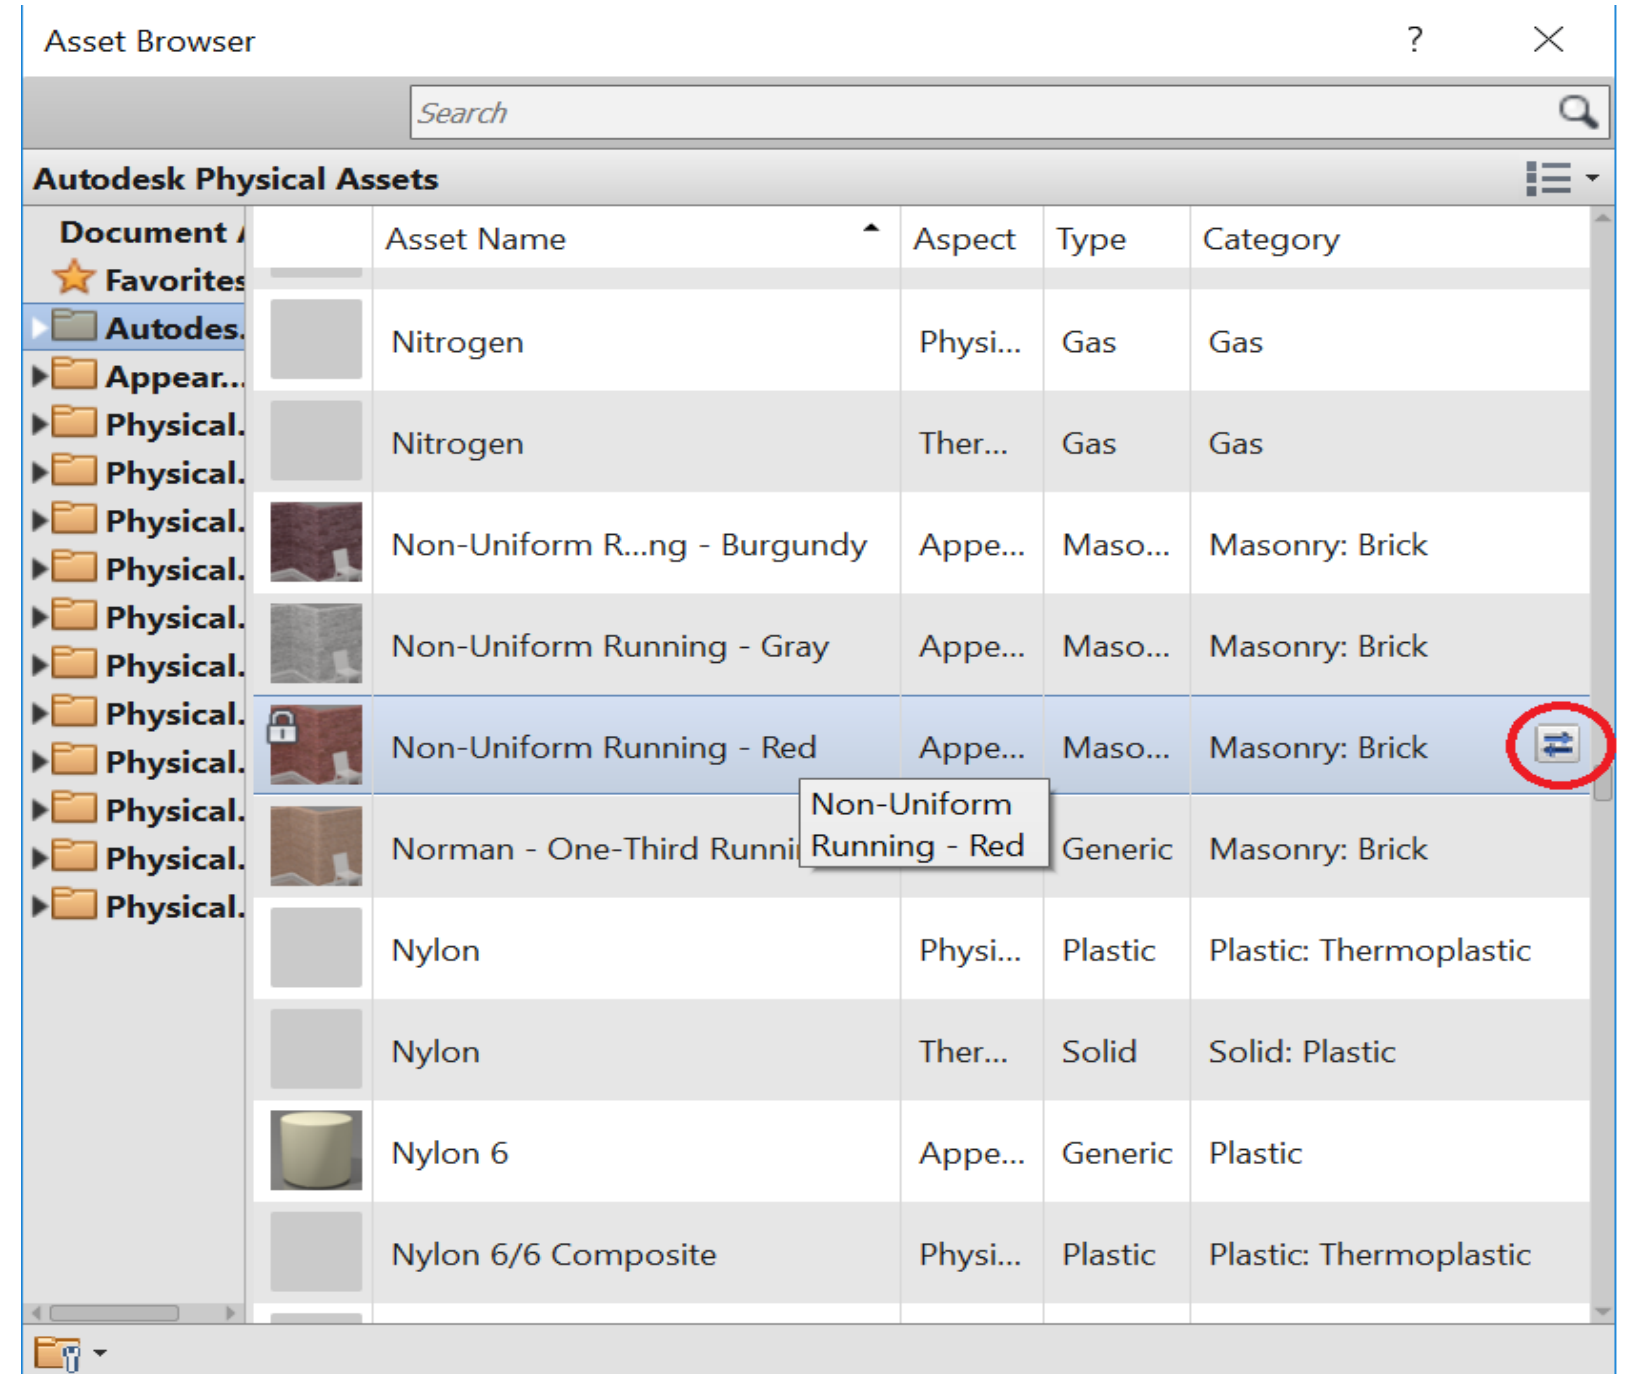 Asset Browser ?
Search
Autodesk Physical Assets
Document
Favorites
Autodes.
Appear...
Physical.
Physical.
Physical.
Physical.
Physical.
Physical.
Physical.
Physical.
Physical.
Physical.
Physical.
Asset Name Aspect Type Category
Nitrogen Physi... Gas Gas
Nitrogen Ther... Gas Gas
Non-Uniform R...ng - Burgundy Appe... Maso... Masonry: Brick
Non-Uniform Running - Gray Appe... Maso... Masonry: Brick
Non-Uniform Running - Red Appe... Maso... Masonry: Brick
Non-Uniform
Running - Red
Norman - One-Third Runni Generic Masonry: Brick
Nylon Physi... Plastic Plastic: Thermoplastic
Nylon Ther... Solid Solid: Plastic
Nylon 6 Appe... Generic Plastic
Nylon 6/6 Composite Physi... Plastic Plastic: Thermoplastic